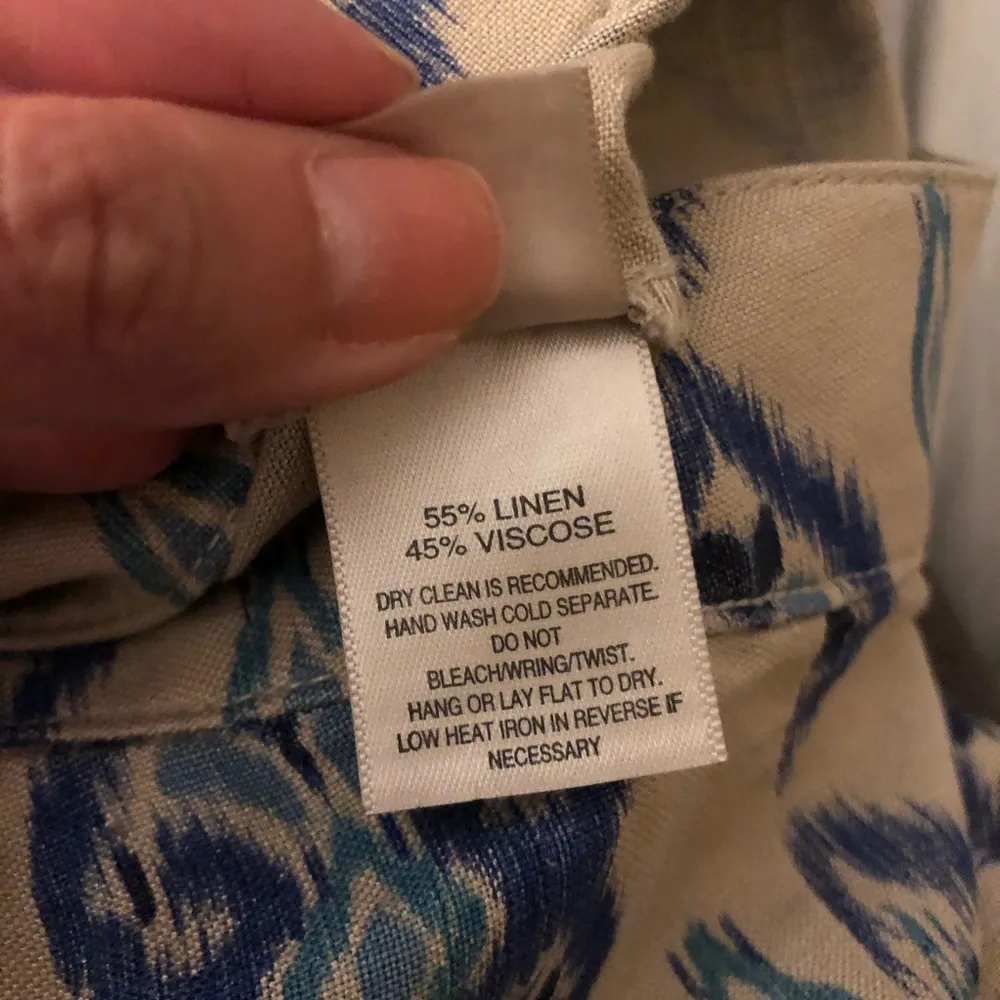 55% LINEN
45% VISCOSE
DRY CLEAN IS RECOMMENDED.
HAND WASH COLD SEPARATE.
DO NOT
BLEACH/WRING/TWIST.
HANG OR LAY FLAT TO DRY.
LOW HEAT IRON IN REVERSE IF
NECESSARY